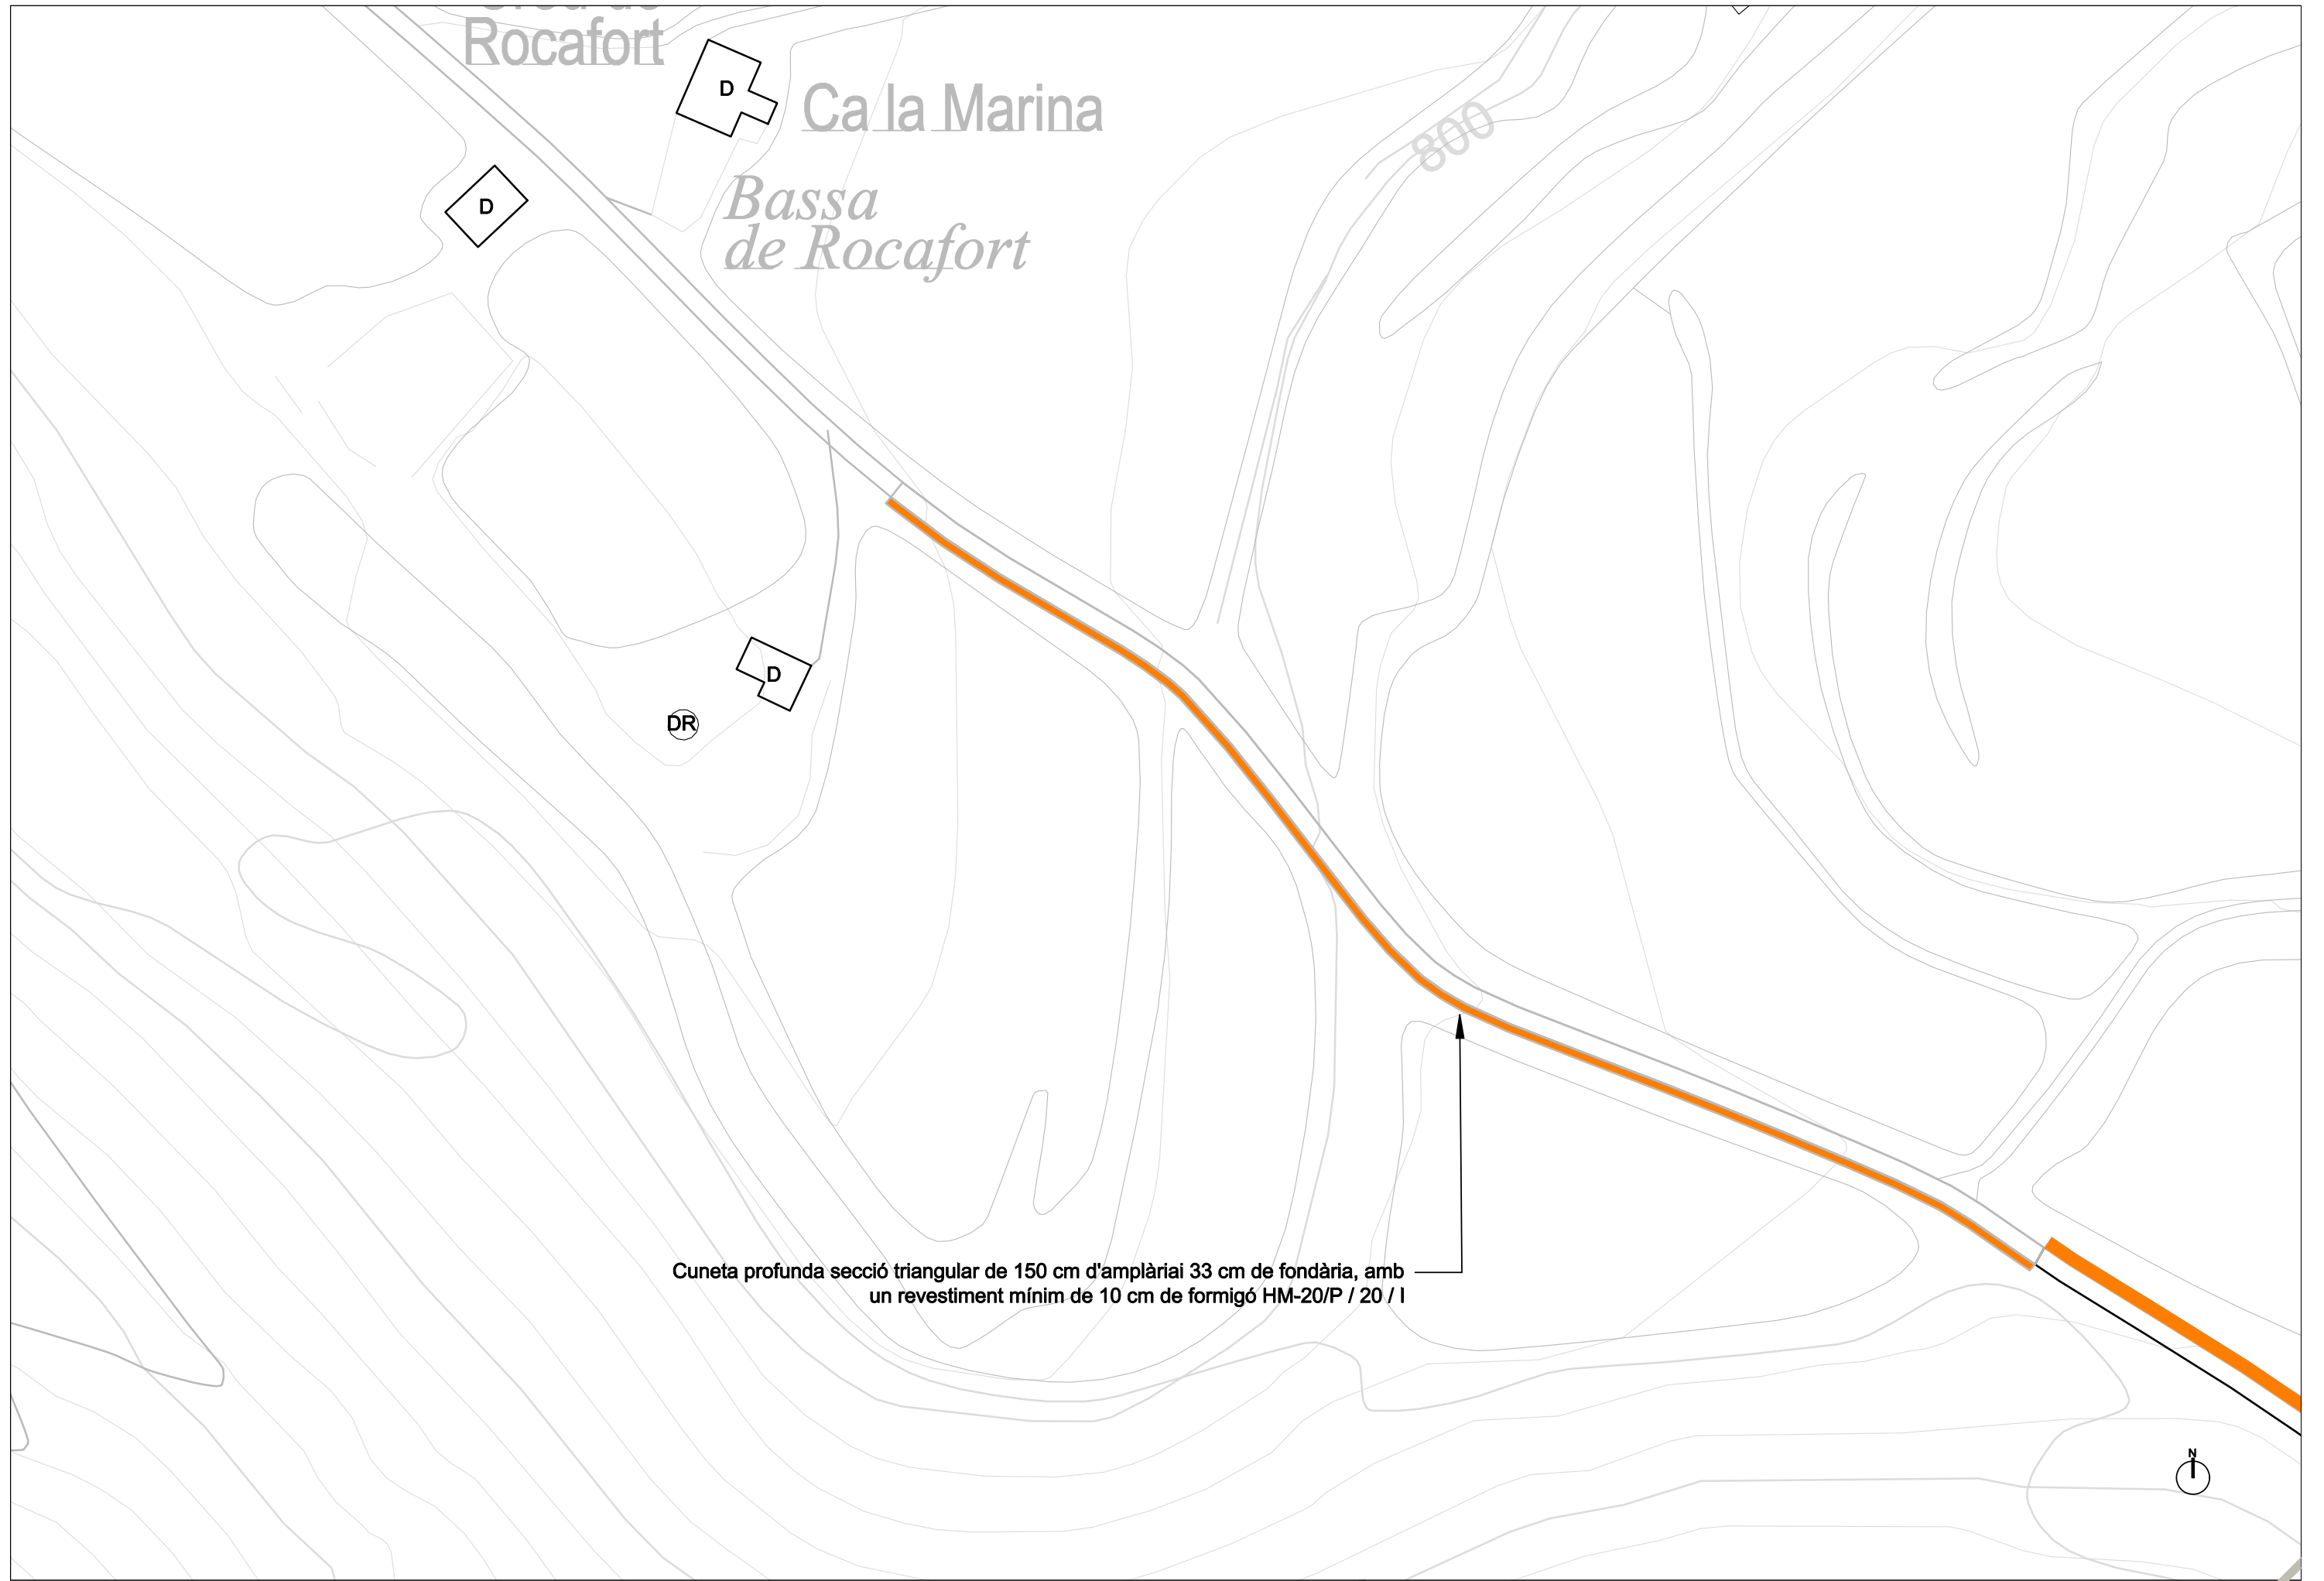 Rocafort
D
Ca la Marina
800
D
Bassa
de Rocafort
D
DR
Cuneta profunda secció triangular de 150 cm d'amplàriai 33 cm de fondària, amb
un revestiment mínim de 10 cm de formigó HM-20/P / 20 / I
N